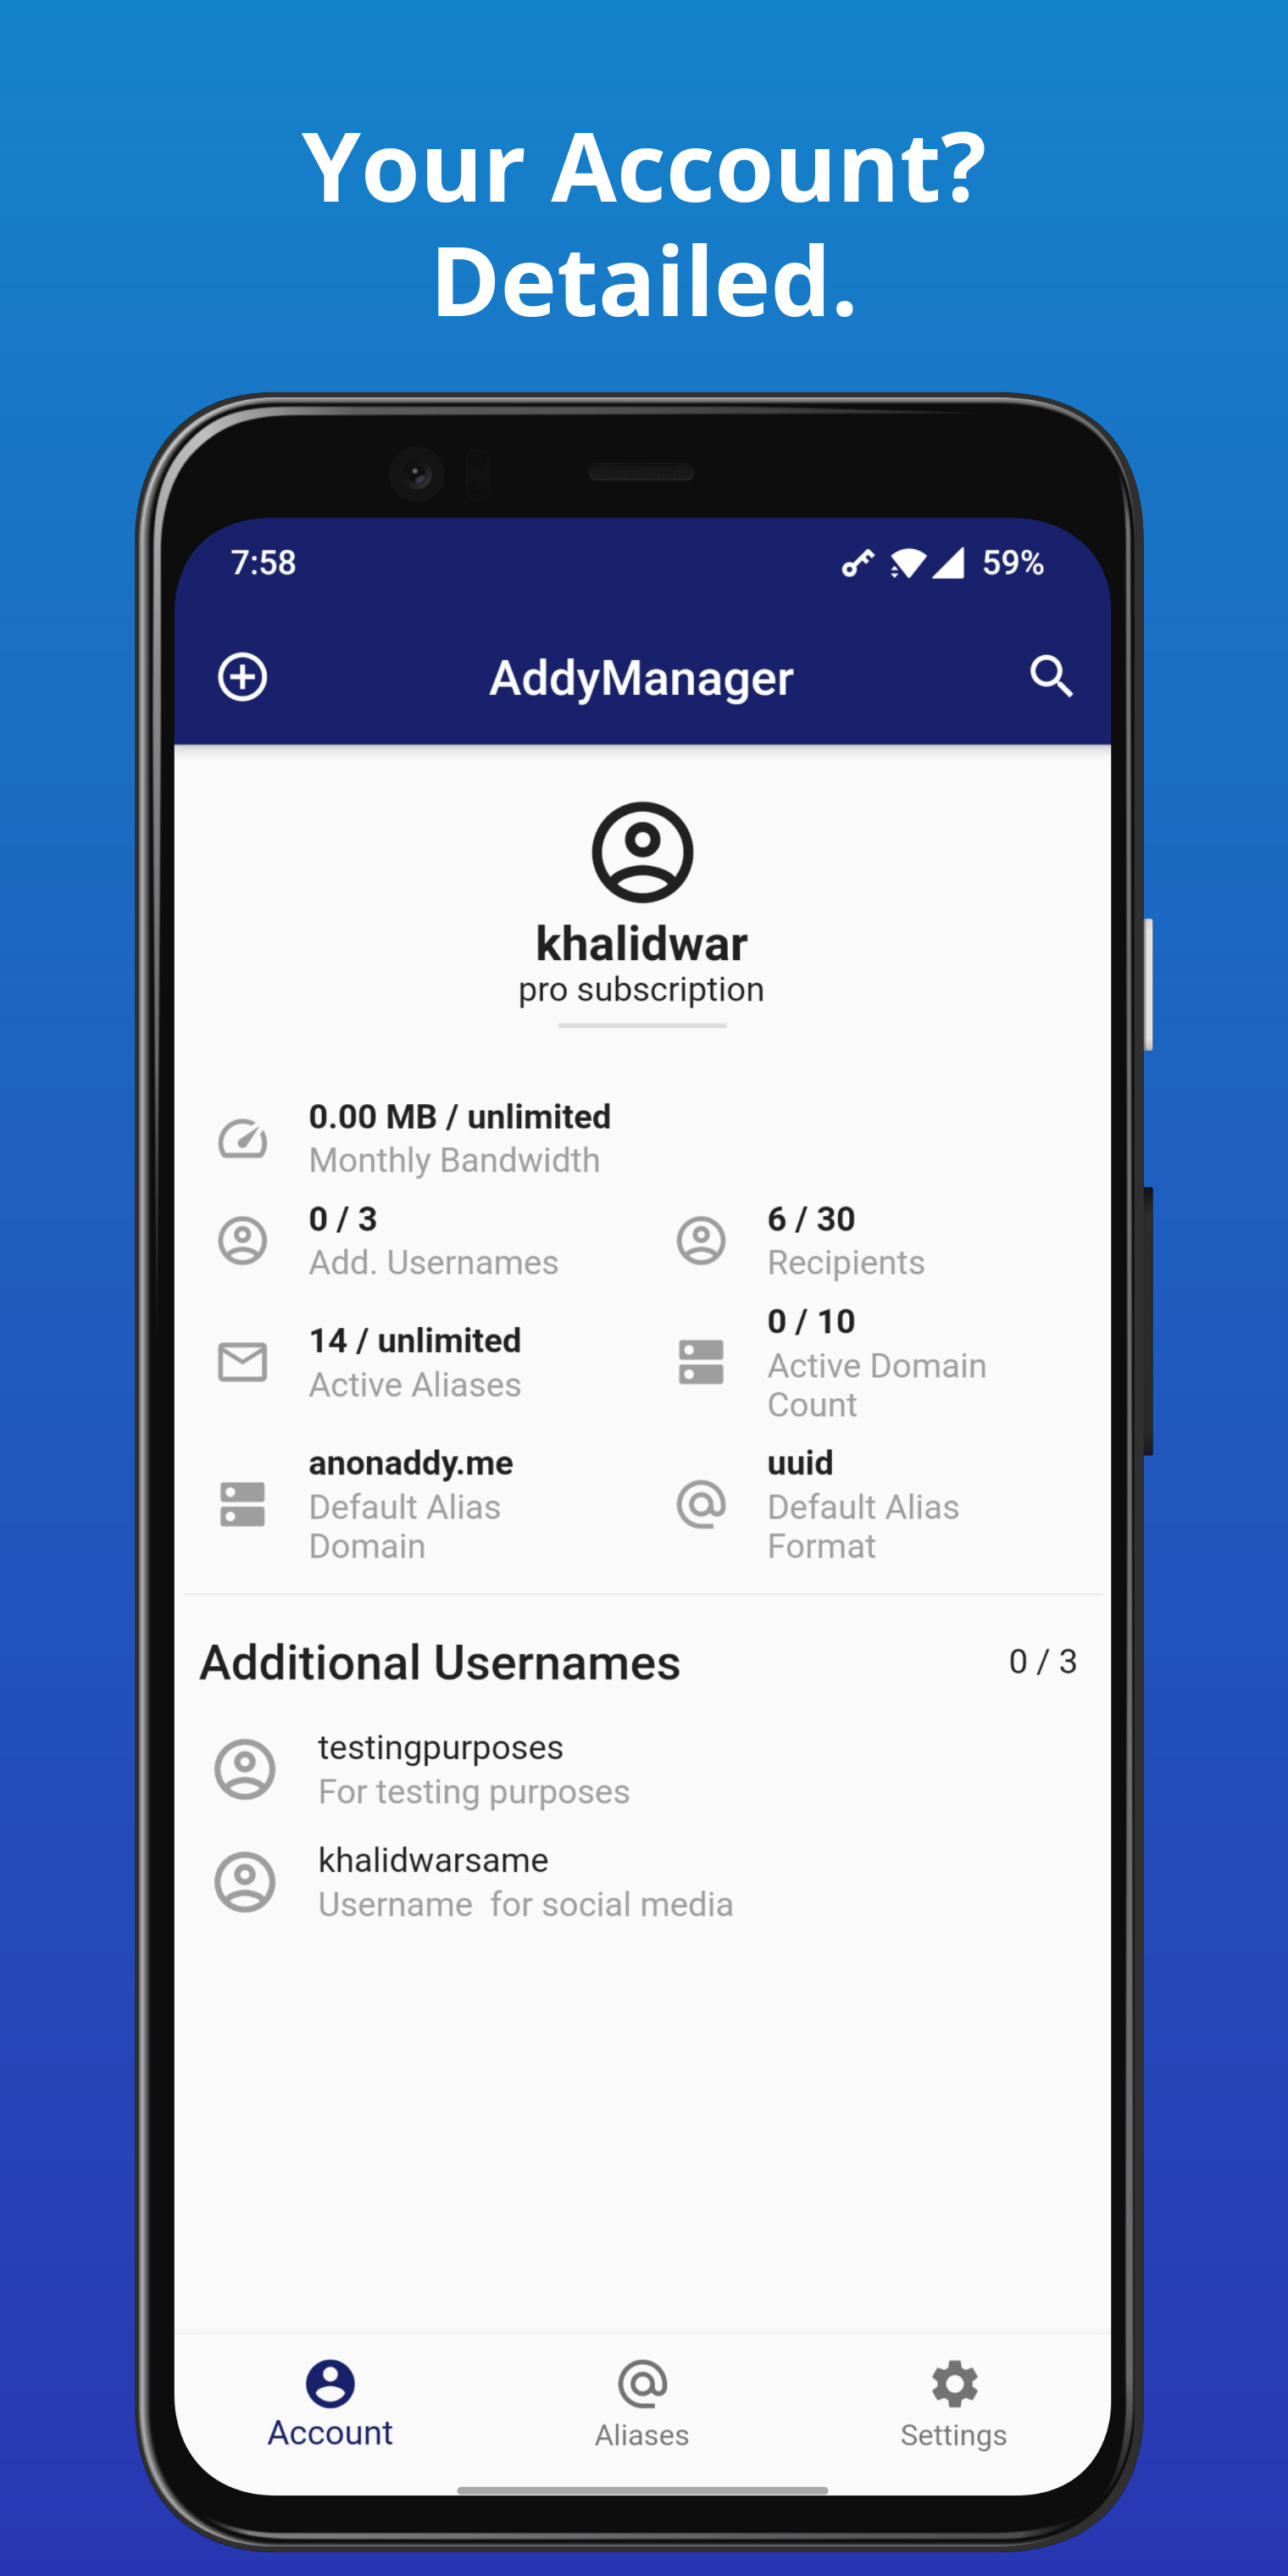 Your Account?
Detailed.
7:58
59%
AddyManager
khalidwar
pro subscription
0.00 MB / unlimited
Monthly Bandwidth
0 / 3
Add. Usernames
6 / 30
Recipients
14 / unlimited
Active Aliases
0 / 10
Active Domain
Count
anonaddy.me
Default Alias
Domain
uuid
Default Alias
Format
Additional Usernames
0 / 3
testingpurposes
For testing purposes
khalidwarsame
Username  for social media
Account
Aliases
Settings